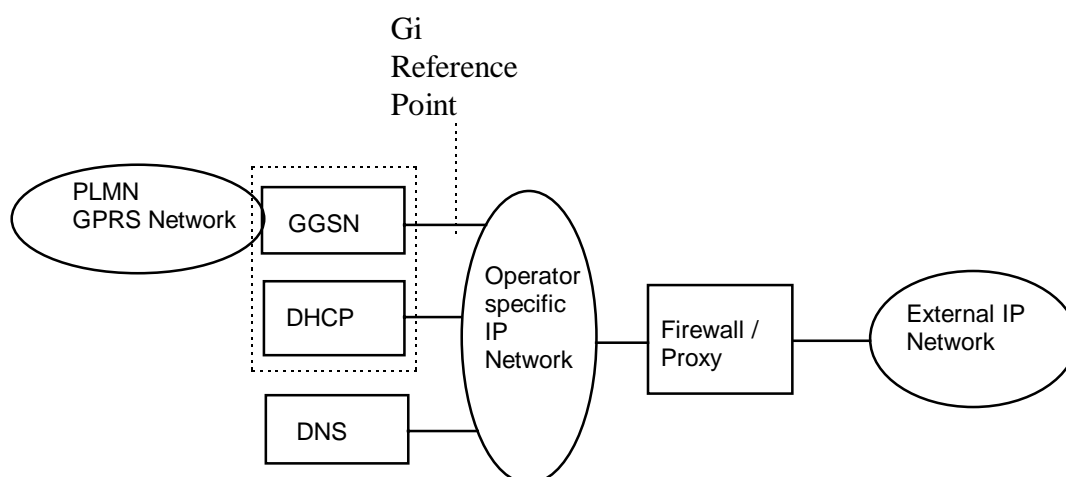 Gi
Reference
Point
PLMN
GPRS Network
GGSN
DHCP
DNS
Operator
specific
IP
Network
Firewall /
Proxy
External IP
Network